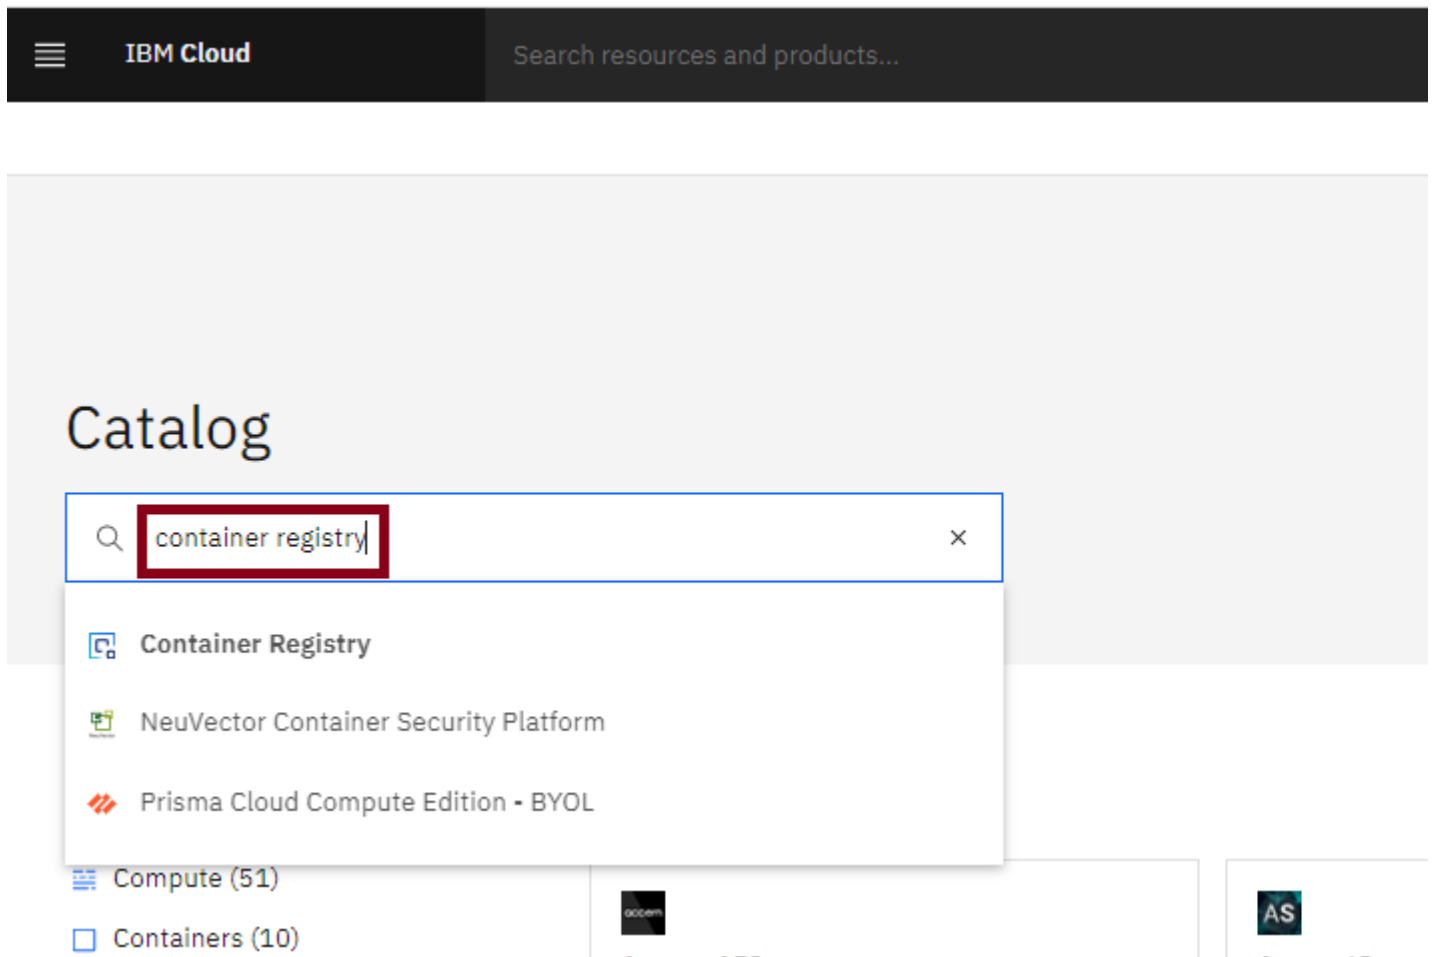 IBM Cloud
Search resources and products...
Catalog
container registry
Container Registry
NeuVector Container Security Platform
Prisma Cloud Compute Edition - BYOL
Compute (51)
Containers (10)
accern
AS